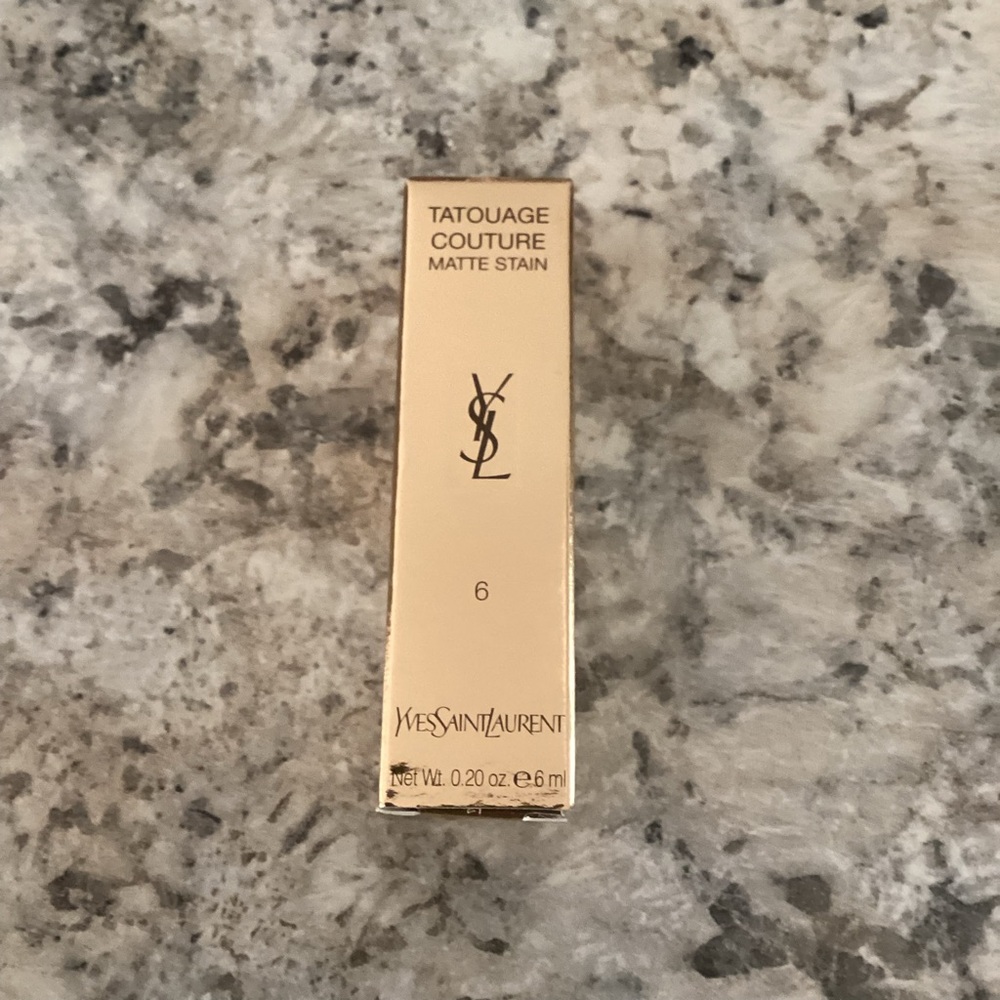 TATOUAGE
COUTURE
MATTE STAIN
YSL
6
YVESSAINTLAURENT
Net Wt. 0.20 oz. ℮ 6 ml